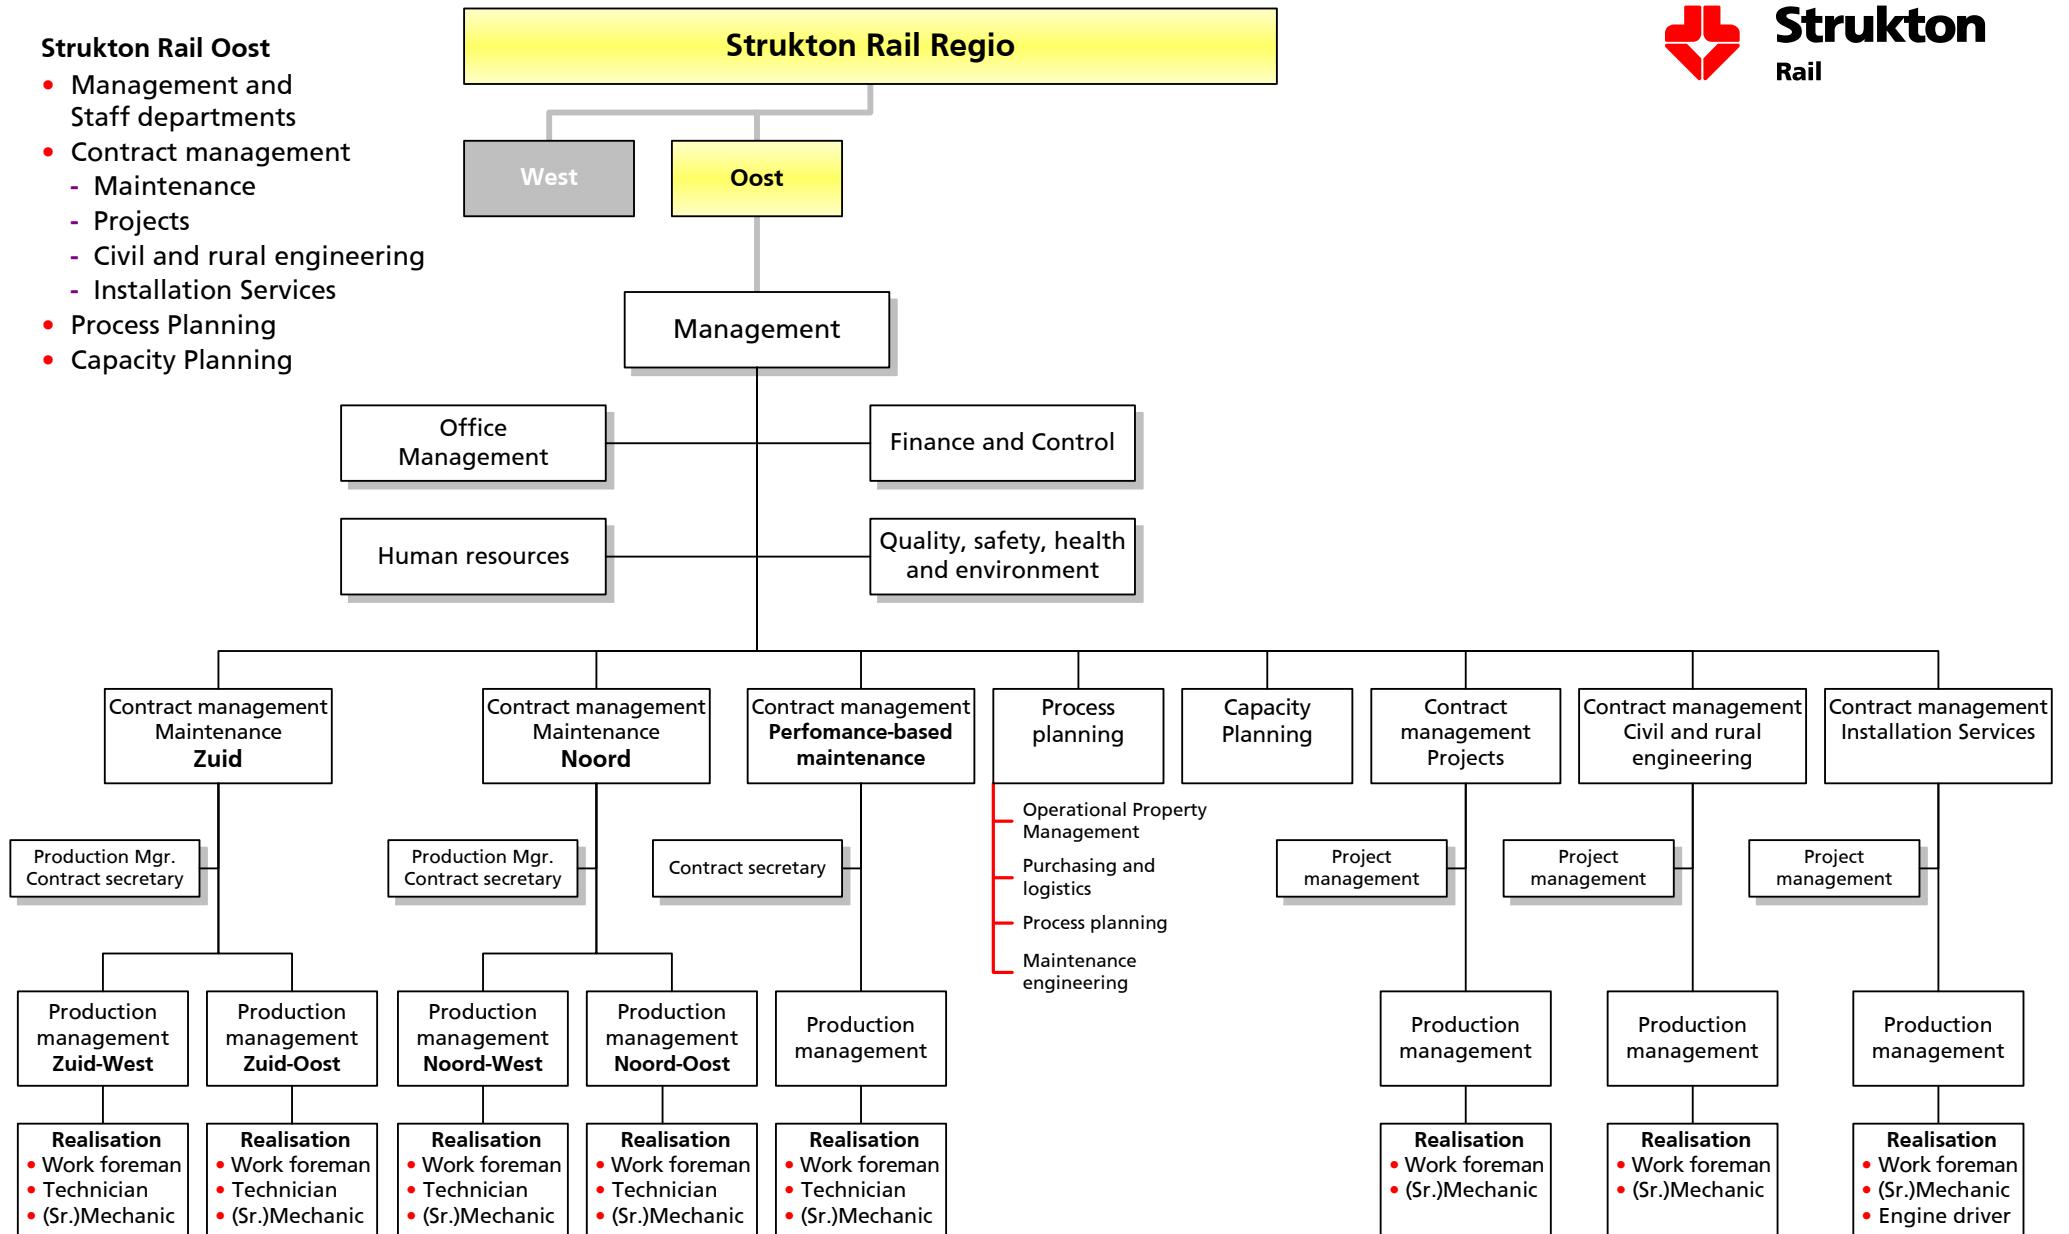 Strukton Rail Oost
• Management and
Staff departments
• Contract management
- Maintenance
- Projects
- Civil and rural engineering
- Installation Services
• Process Planning
• Capacity Planning
Strukton Rail Regio
Strukton
Rail
West
Oost
Management
Office
Management
Finance and Control
Human resources
Quality, safety, health
and environment
Contract management
Maintenance
Zuid
Contract management
Maintenance
Noord
Contract management
Perfomance-based
maintenance
Process
planning
Capacity
Planning
Contract
management
Projects
Contract management
Civil and rural
engineering
Contract management
Installation Services
Production Mgr.
Contract secretary
Production Mgr.
Contract secretary
Contract secretary
Operational Property
Management
Purchasing and
logistics
Process planning
Maintenance
engineering
Project
management
Project
management
Project
management
Production
management
Zuid-West
Production
management
Zuid-Oost
Production
management
Noord-West
Production
management
Noord-Oost
Production
management
Production
management
Production
management
Production
management
Realisation
• Work foreman
• Technician
• (Sr.)Mechanic
Realisation
• Work foreman
• Technician
• (Sr.)Mechanic
Realisation
• Work foreman
• Technician
• (Sr.)Mechanic
Realisation
• Work foreman
• Technician
• (Sr.)Mechanic
Realisation
• Work foreman
• Technician
• (Sr.)Mechanic
Realisation
• Work foreman
• (Sr.)Mechanic
Realisation
• Work foreman
• (Sr.)Mechanic
Realisation
• Work foreman
• (Sr.)Mechanic
• Engine driver